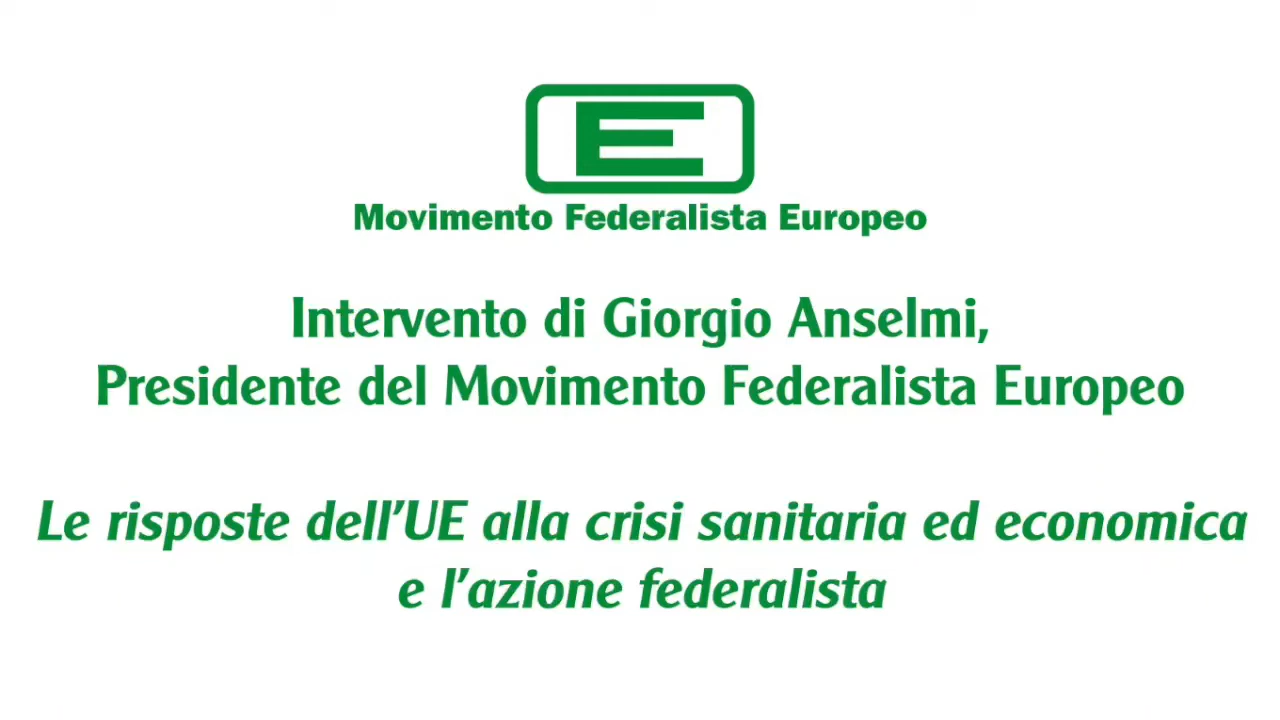 E
Movimento Federalista Europeo
Intervento di Giorgio Anselmi,
Presidente del Movimento Federalista Europeo
Le risposte dell’UE alla crisi sanitaria ed economica
e l’azione federalista